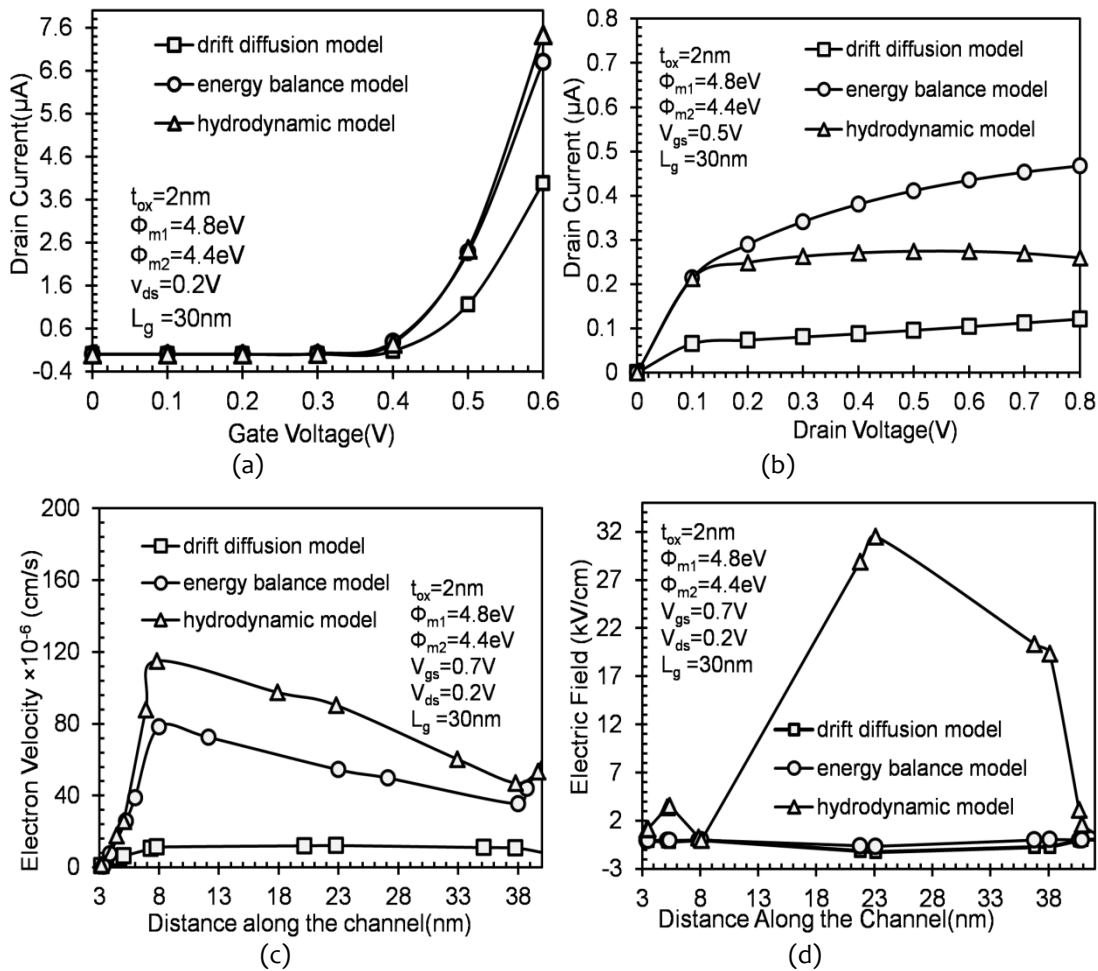 7.6
6.6
5.6
4.6
3.6
2.6
1.6
0.6
-0.4
Drain Current(μA)
drift diffusion model
energy balance model
hydrodynamic model
tox=2nm
Φm1=4.8eV
Φm2=4.4eV
vds=0.2V
Lg =30nm
0 0.1 0.2 0.3 0.4 0.5 0.6
Gate Voltage(V)
(a)
0.8
0.7
0.6
0.5
0.4
0.3
0.2
0.1
0
Drain Current (μA)
tox=2nm
Φm1=4.8eV
Φm2=4.4eV
Vgs=0.5V
Lg =30nm
drift diffusion model
energy balance model
hydrodynamic model
0 0.1 0.2 0.3 0.4 0.5 0.6 0.7 0.8
Drain Voltage(V)
(b)
200
160
120
80
40
0
Electron Velocity ×10-6 (cm/s)
drift diffusion model
energy balance model
hydrodynamic model
tox=2nm
Φm1=4.8eV
Φm2=4.4eV
Vgs=0.7V
Vds=0.2V
Lg =30nm
3 8 13 18 23 28 33 38
Distance along the channel(nm)
(c)
32
27
22
17
12
7
2
-3
Electric Field (kV/cm)
tox=2nm
Φm1=4.8eV
Φm2=4.4eV
Vgs=0.7V
Vds=0.2V
Lg =30nm
drift diffusion model
energy balance model
hydrodynamic model
3 8 13 18 23 28 33 38
Distance Along the Channel(nm)
(d)